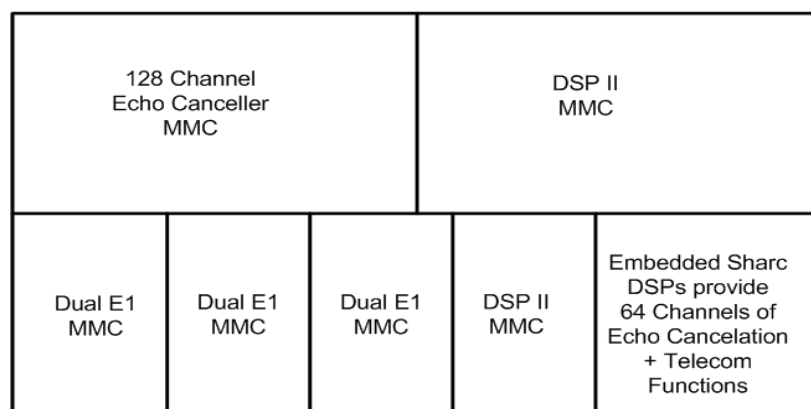 128 Channel
Echo Canceller
MMC
DSP II
MMC
Dual E1
MMC
Dual E1
MMC
Dual E1
MMC
DSP II
MMC
Embedded Sharc
DSPs provide
64 Channels of
Echo Cancelation
+ Telecom
Functions